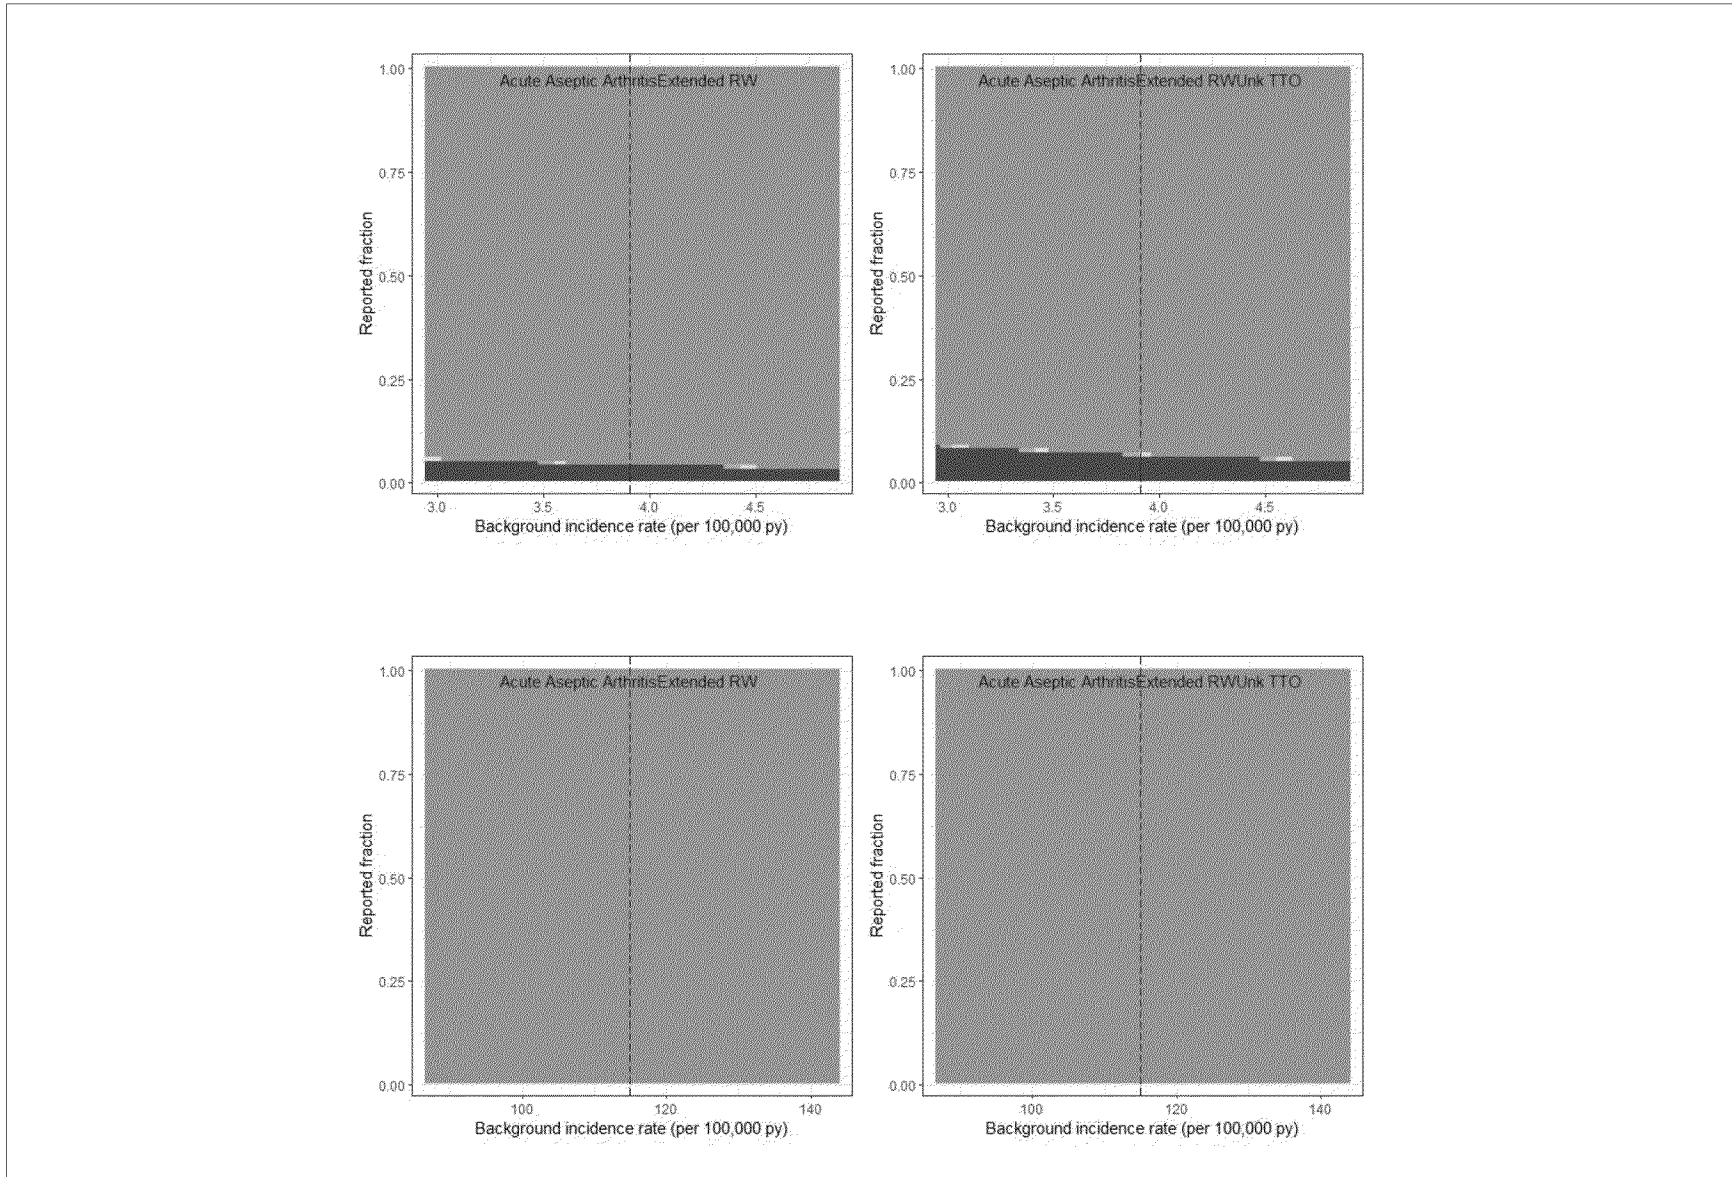 Acute Aseptic ArthritisExtended RW
1.00
0.75
0.50
0.25
0.00
Reported fraction
3.0 3.5 4.0 4.5
Background incidence rate (per 100,000 py)
Acute Aseptic ArthritisExtended RWUnk TTO
1.00
0.75
0.50
0.25
0.00
Reported fraction
3.0 3.5 4.0 4.5
Background incidence rate (per 100,000 py)
Acute Aseptic ArthritisExtended RW
1.00
0.75
0.50
0.25
0.00
Reported fraction
100 120 140
Background incidence rate (per 100,000 py)
Acute Aseptic ArthritisExtended RWUnk TTO
1.00
0.75
0.50
0.25
0.00
Reported fraction
100 120 140
Background incidence rate (per 100,000 py)